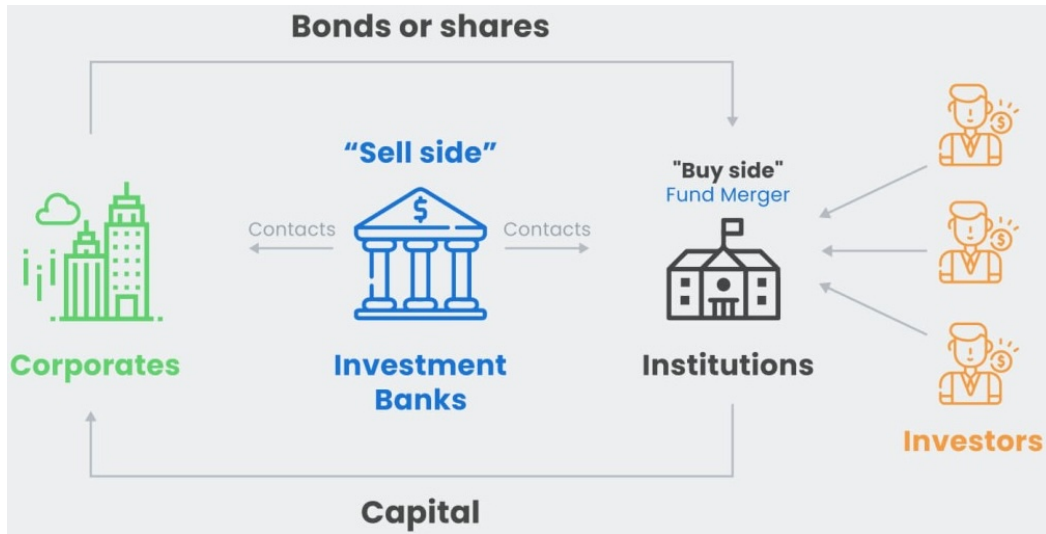 Bonds or shares
“Sell side”
"Buy side"
Fund Merger
$
$
Contacts
Contacts
$
$
Corporates
Investment
Banks
Institutions
Investors
Capital